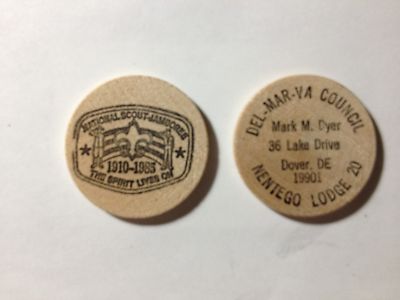 NATIONAL SCOUT JAMBOREE
1910-1985
THE SPIRIT LIVES ON
DEL-MAR-VA COUNCIL
Mark M. Dyer
36 Lake Drive
Dover, DE
19901
NENTEGO LODGE 20